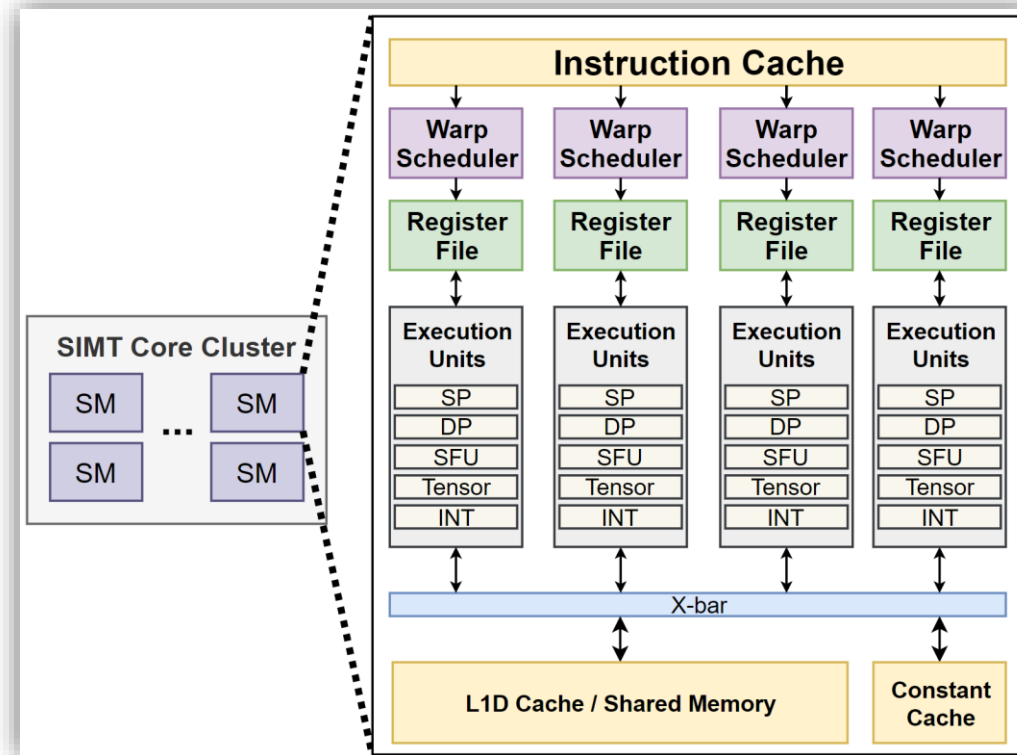 Instruction Cache
Warp
Scheduler
Warp
Scheduler
Warp
Scheduler
Warp
Scheduler
Register
File
Register
File
Register
File
Register
File
SIMT Core Cluster
SM
...
SM
SM
SM
Execution
Units
SP
DP
SFU
Tensor
INT
Execution
Units
SP
DP
SFU
Tensor
INT
Execution
Units
SP
DP
SFU
Tensor
INT
Execution
Units
SP
DP
SFU
Tensor
INT
X-bar
L1D Cache / Shared Memory
Constant
Cache